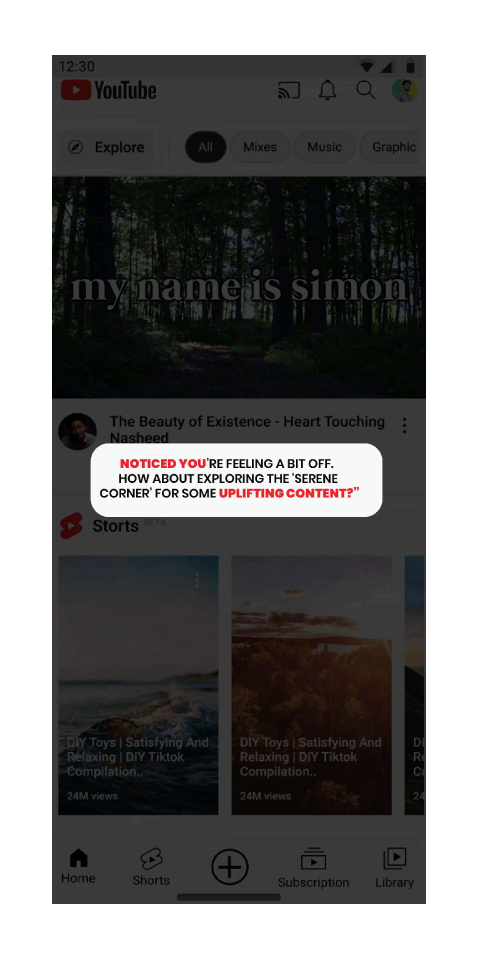 12:30
YouTube
Explore
All
Mixes
Music
Graphic
my name is simon
The Beauty of Existence - Heart Touching
Nasheed
NOTICED YOU'RE FEELING A BIT OFF.
HOW ABOUT EXPLORING THE 'SERENE
CORNER' FOR SOME UPLIFTING CONTENT?"
Storts BETA
DIY Toys | Satisfying And
Relaxing | DIY Tiktok
Compilation..
24M views
DIY Toys | Satisfying And
Relaxing | DIY Tiktok
Compilation..
24M views
Home
Shorts
Subscription
Library